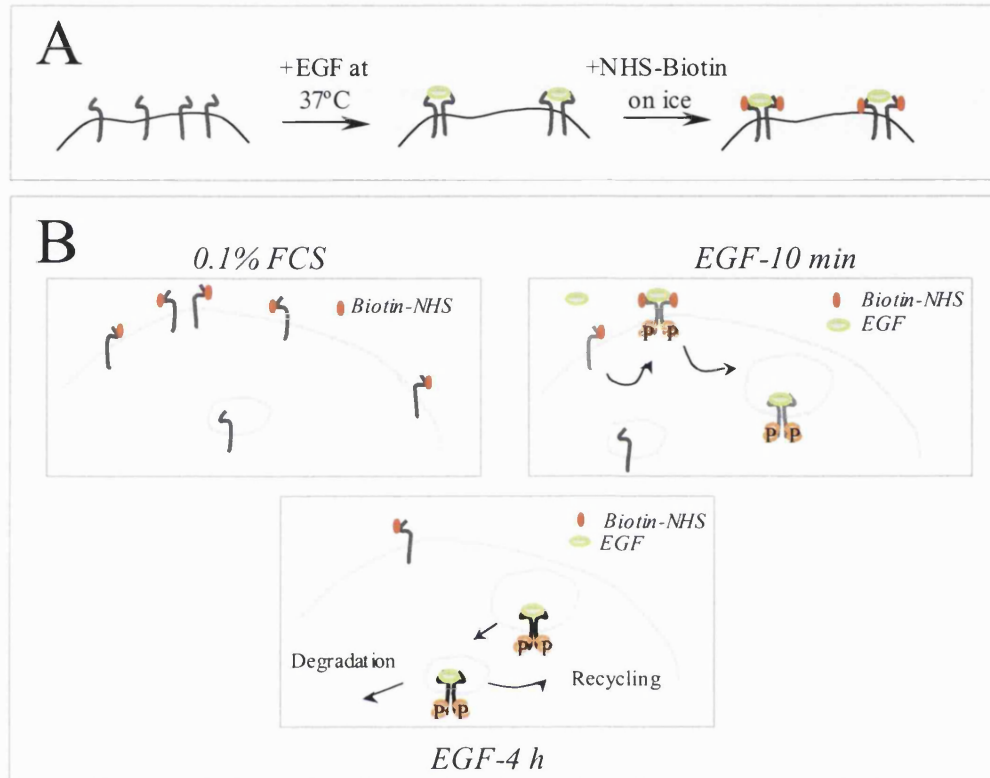 A
+EGF at
37°C
+NHS-Biotin
on ice
B
0.1% FCS
Biotin-NHS
EGF-10 min
Biotin-NHS
EGF
P P
P P
Biotin-NHS
EGF
P P
Degradation
Recycling
P P
EGF-4 h